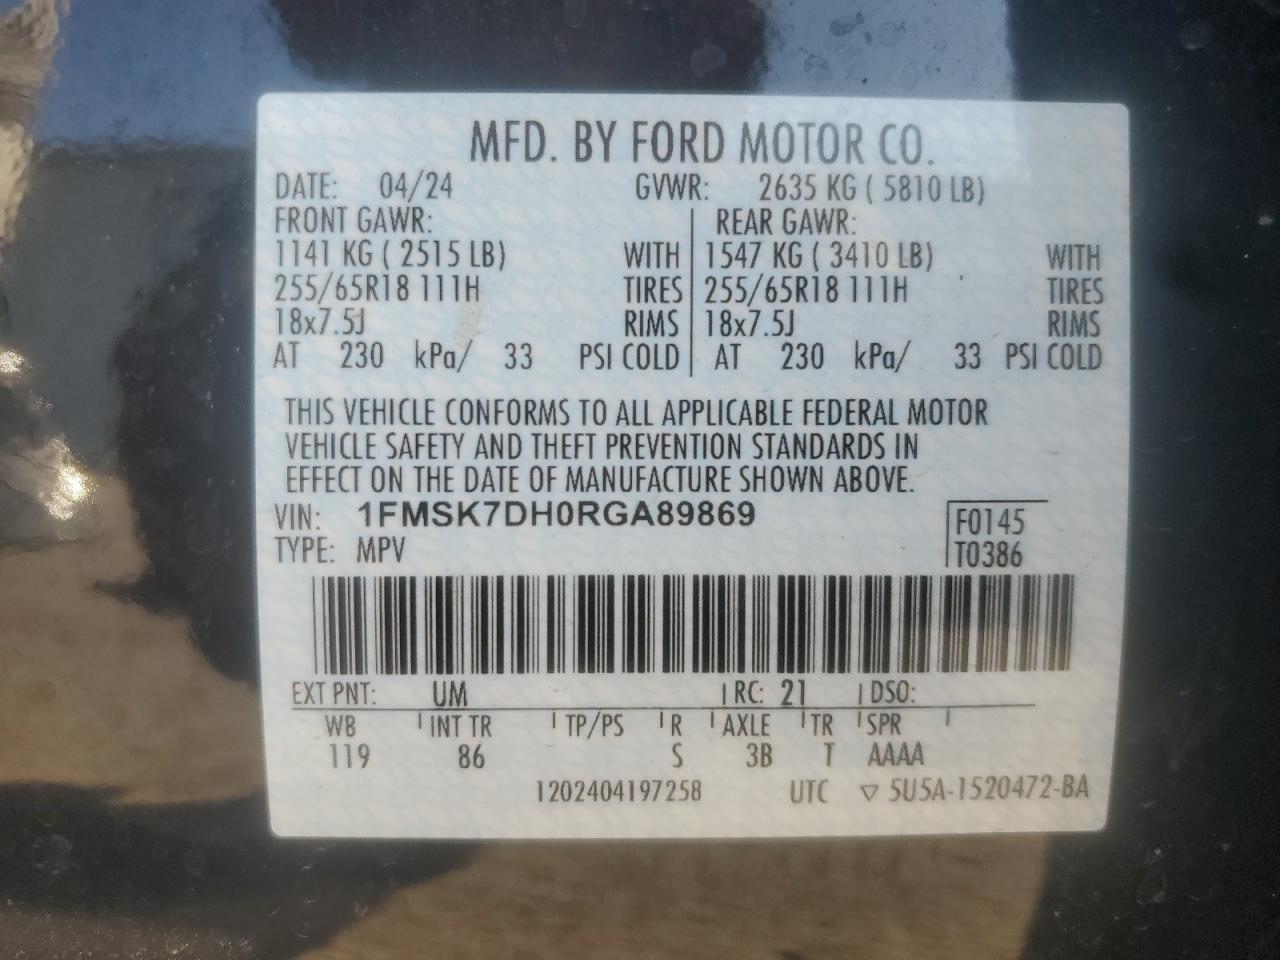 MFD. BY FORD MOTOR CO.
DATE: 04/24 GVWR: 2635 KG ( 5810 LB)
FRONT GAWR: REAR GAWR:
1141 KG ( 2515 LB) WITH 1547 KG ( 3410 LB) WITH
255/65R18 111H TIRES 255/65R18 111H TIRES
18x7.5J RIMS 18x7.5J RIMS
AT 230 kPa/ 33 PSI COLD AT 230 kPa/ 33 PSI COLD
THIS VEHICLE CONFORMS TO ALL APPLICABLE FEDERAL MOTOR
VEHICLE SAFETY AND THEFT PREVENTION STANDARDS IN
EFFECT ON THE DATE OF MANUFACTURE SHOWN ABOVE.
VIN: 1FMSK7DH0RGA89869 F0145
TYPE: MPV T0386
EXT PNT: UM RC: 21 DSO:
WB INT TR TP/PS R AXLE TR SPR
119 86 S 3B T AAAA
1202404197258 UTC ▽ 5U5A-1520472-BA